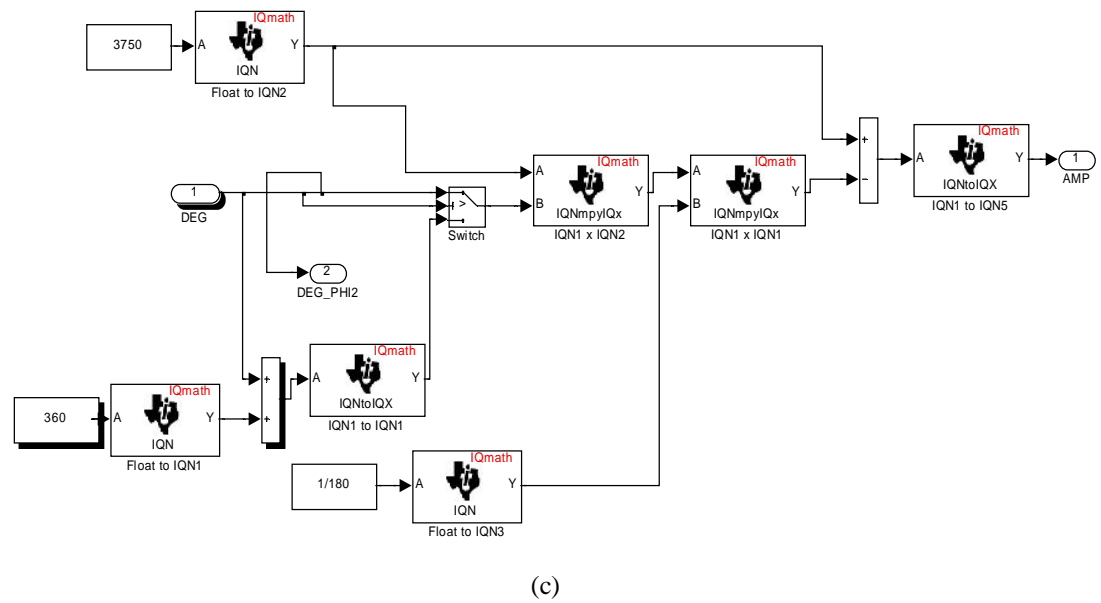 IQmath
3750
A
Y
IQN
Float to IQN2
IQmath
A
Y
B
IQNmpyIQx
IQN1 x IQN2
IQmath
A
Y
B
IQNmpyIQx
IQN1 x IQN1
+
−
IQmath
A
Y
IQNtoIQX
IQN1 to IQN5
1
AMP
1
DEG
>
Switch
2
DEG_PHI2
IQmath
A
Y
IQNtoIQX
IQN1 to IQN1
+
+
360
IQmath
A
Y
IQN
Float to IQN1
1/180
IQmath
A
Y
IQN
Float to IQN3
(c)